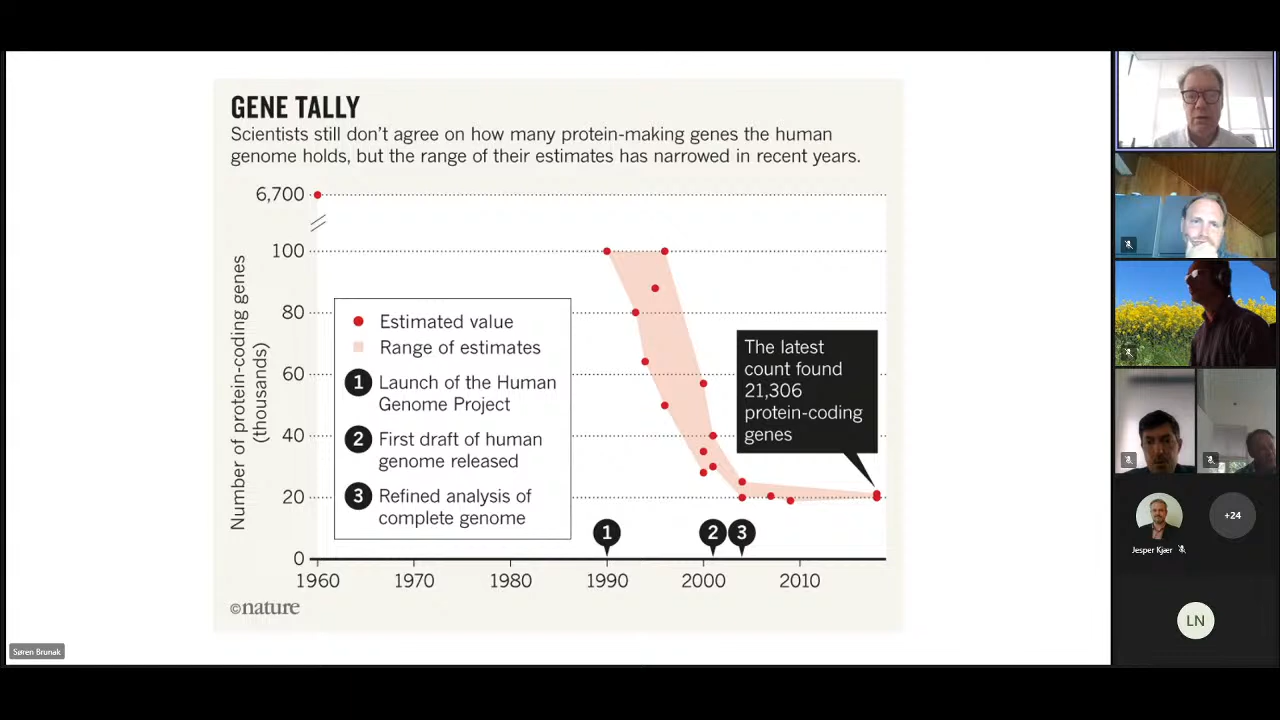 GENE TALLY
Scientists still don't agree on how many protein-making genes the human
genome holds, but the range of their estimates has narrowed in recent years.
6,700
100
80
60
40
20
0
Number of protein-coding genes
(thousands)
Estimated value
Range of estimates
1 Launch of the Human
Genome Project
2 First draft of human
genome released
3 Refined analysis of
complete genome
The latest
count found
21,306
protein-coding
genes
1
2
3
1960
1970
1980
1990
2000
2010
©nature
Søren Brunak
+24
Jesper Kjær
LN